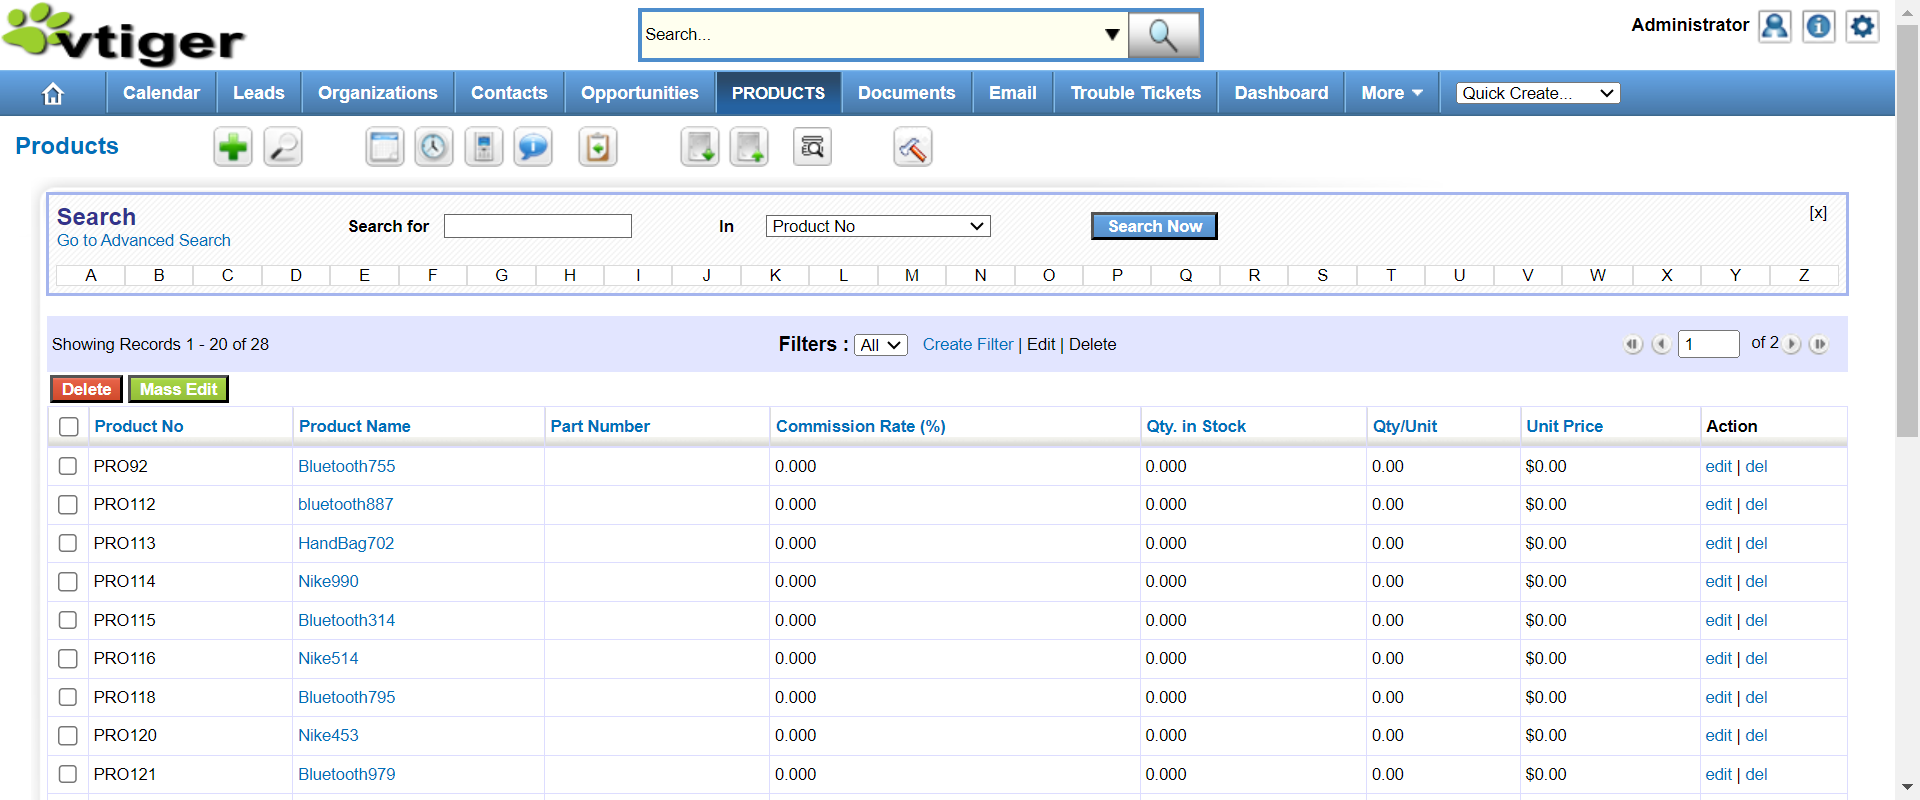 vtiger
Search...
Administrator
Calendar Leads Organizations Contacts Opportunities PRODUCTS Documents Email Trouble Tickets Dashboard More Quick Create...
Products
Search
Go to Advanced Search
Search for In Product No Search Now [x]
A B C D E F G H I J K L M N O P Q R S T U V W X Y Z
Showing Records 1 - 20 of 28 Filters : All Create Filter | Edit | Delete 1 of 2
Delete Mass Edit
Product No Product Name Part Number Commission Rate (%) Qty. in Stock Qty/Unit Unit Price Action
PRO92 Bluetooth755 0.000 0.000 0.00 $0.00 edit | del
PRO112 bluetooth887 0.000 0.000 0.00 $0.00 edit | del
PRO113 HandBag702 0.000 0.000 0.00 $0.00 edit | del
PRO114 Nike990 0.000 0.000 0.00 $0.00 edit | del
PRO115 Bluetooth314 0.000 0.000 0.00 $0.00 edit | del
PRO116 Nike514 0.000 0.000 0.00 $0.00 edit | del
PRO118 Bluetooth795 0.000 0.000 0.00 $0.00 edit | del
PRO120 Nike453 0.000 0.000 0.00 $0.00 edit | del
PRO121 Bluetooth979 0.000 0.000 0.00 $0.00 edit | del